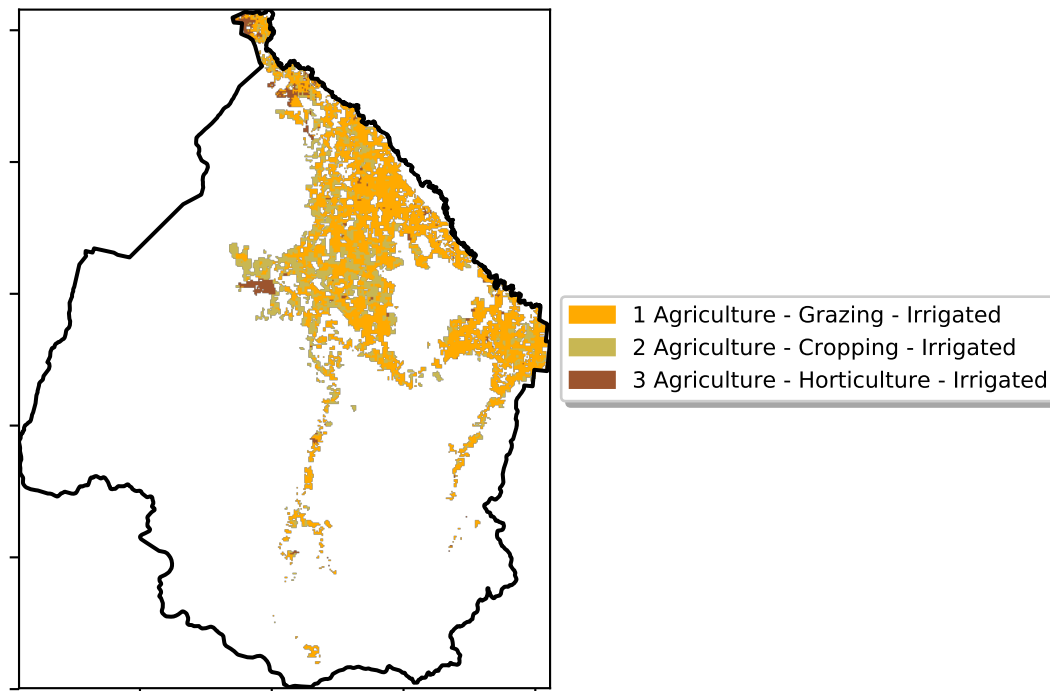 1 Agriculture - Grazing - Irrigated
2 Agriculture - Cropping - Irrigated
3 Agriculture - Horticulture - Irrigated